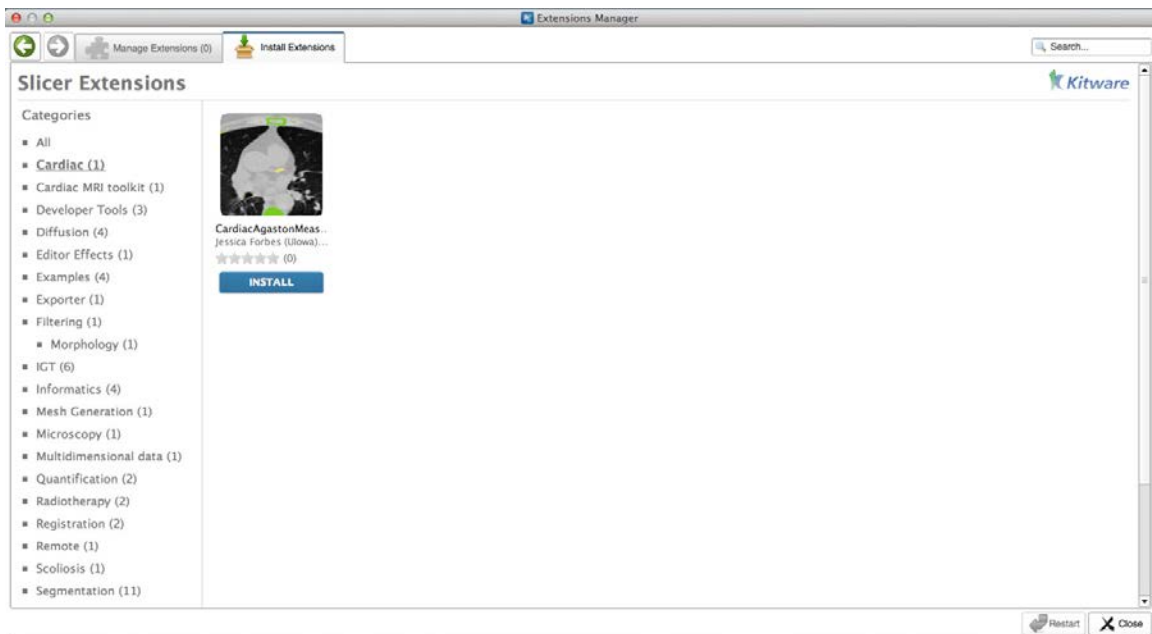 Extensions Manager
Manage Extensions (0)
Install Extensions
Search...
Slicer Extensions
Kitware
Categories
All
Cardiac (1)
Cardiac MRI toolkit (1)
Developer Tools (3)
Diffusion (4)
Editor Effects (1)
Examples (4)
Exporter (1)
Filtering (1)
Morphology (1)
IGT (6)
Informatics (4)
Mesh Generation (1)
Microscopy (1)
Multidimensional data (1)
Quantification (2)
Radiotherapy (2)
Registration (2)
Remote (1)
Scoliosis (1)
Segmentation (11)
CardiacAgastonMeas..
Jessica Forbes (UIowa)...
(0)
INSTALL
Restart
Close